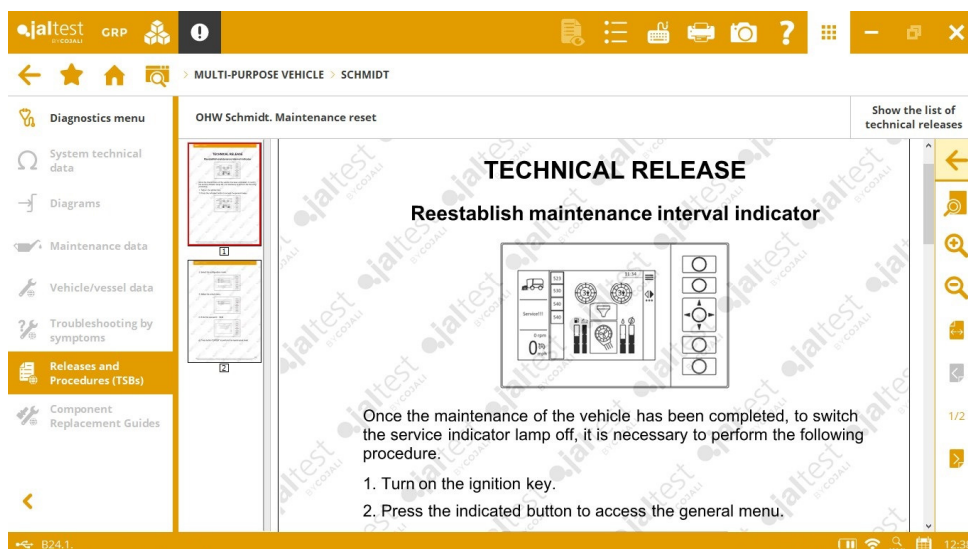 jaltest GRP
BY COJALI
MULTI-PURPOSE VEHICLE > SCHMIDT
Diagnostics menu
System technical
data
Diagrams
Maintenance data
Vehicle/vessel data
Troubleshooting by
symptoms
Releases and
Procedures (TSBs)
Component
Replacement Guides
OHW Schmidt. Maintenance reset
Show the list of
technical releases
1
2
TECHNICAL RELEASE
Reestablish maintenance interval indicator
Service!!!
Engine
Once the maintenance of the vehicle has been completed, to switch
the service indicator lamp off, it is necessary to perform the following
procedure.
1. Turn on the ignition key.
2. Press the indicated button to access the general menu.
1/2
B24.1.